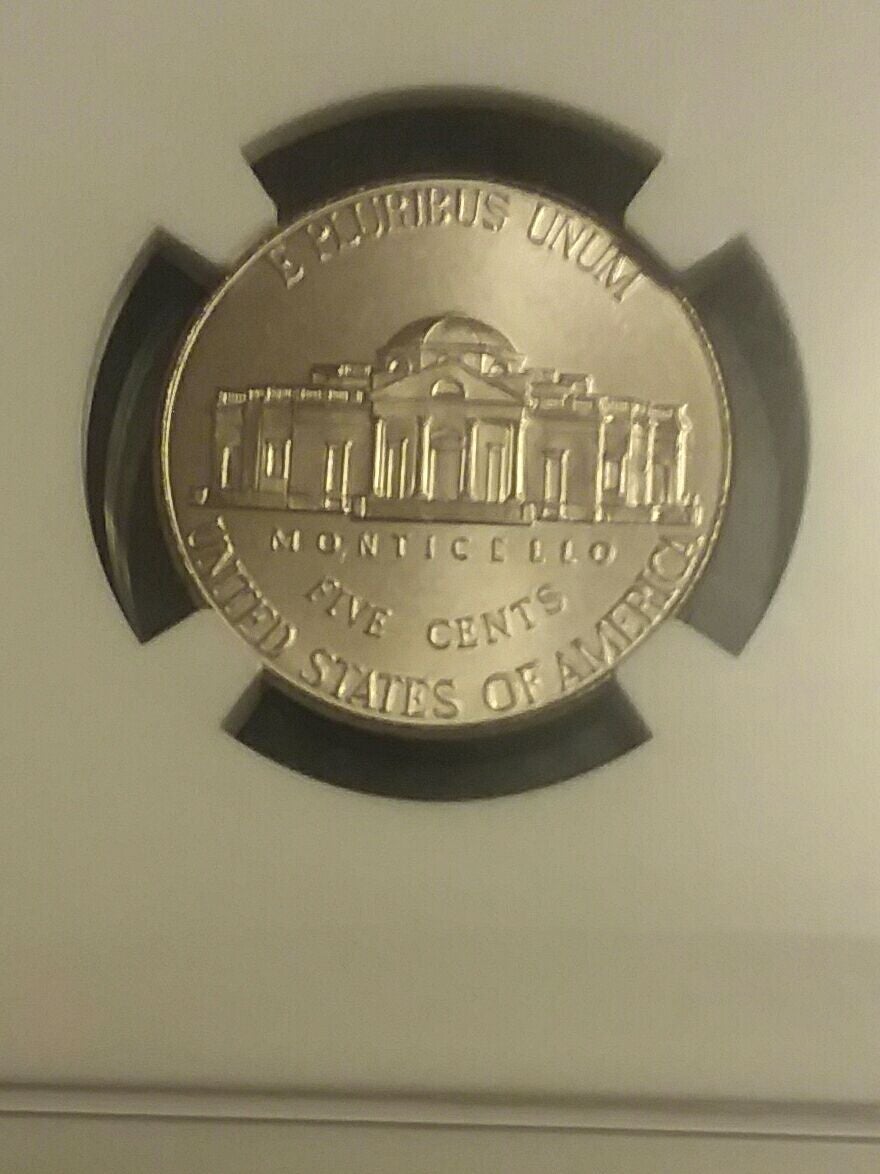 E PLURIBUS UNUM
MONTICELLO
FIVE CENTS
UNITED STATES OF AMERICA